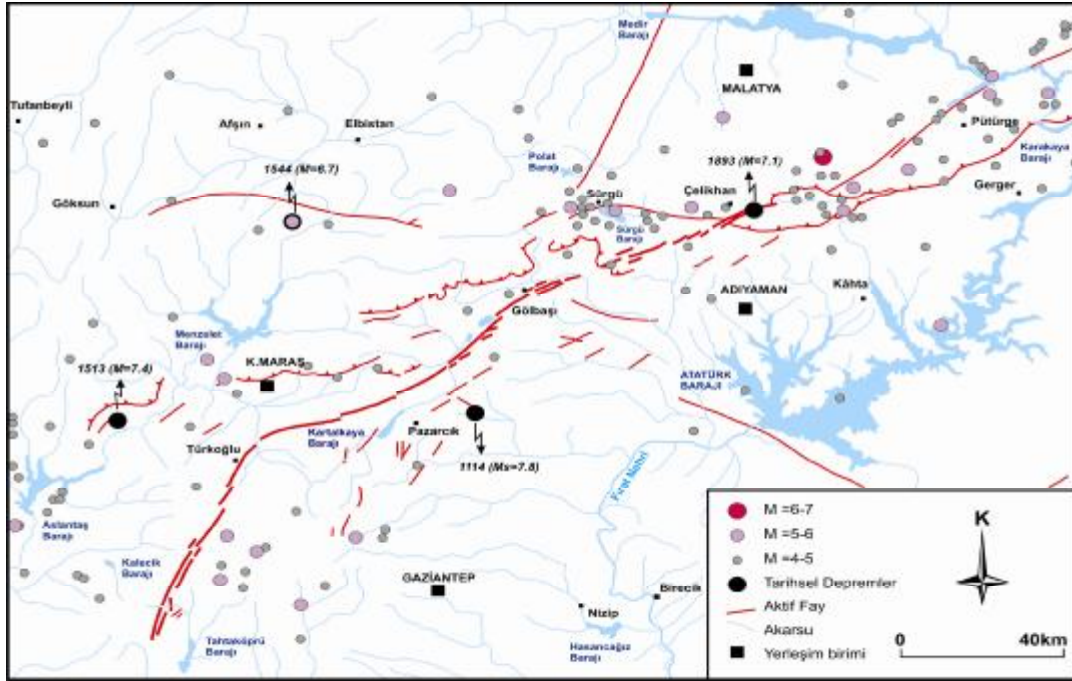 Medir
Barajı
MALATYA
Tufanbeyli
Afşin
Elbistan
Pütürge
Karakaya
Barajı
Polat
Barajı
1893 (M=7.1)
1544 (M=6.7)
Göksun
Sürgü
Çelikhan
Gerger
Sürgü
Barajı
ADIYAMAN
Kâhta
Gölbaşı
Menzelet
Barajı
K.MARAŞ
1513 (M=7.4)
ATATÜRK
BARAJI
Kartalkaya
Barajı
Pazarcık
Türkoğlu
1114 (Ms=7.8)
Fırat Nehri
Aslantaş
Barajı
Kalecik
Barajı
GAZİANTEP
Birecik
Nizip
Tahtaköprü
Barajı
Hasancağız
Barajı
M =6-7
M =5-6
M =4-5
Tarihsel Depremler
Aktif Fay
Akarsu
Yerleşim birimi
K
0 40km